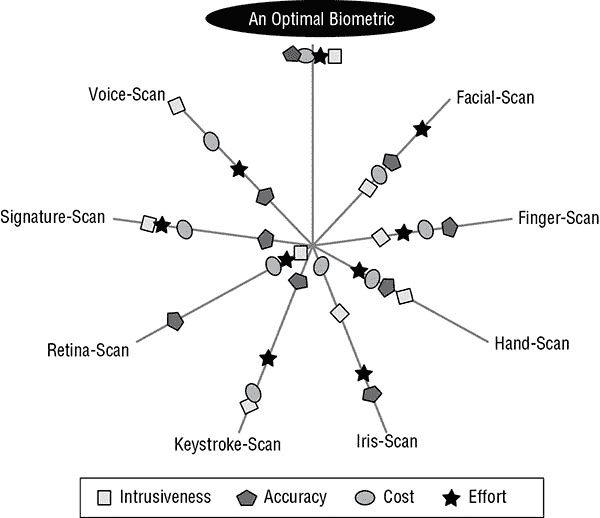 An Optimal Biometric
Voice-Scan
Facial-Scan
Signature-Scan
Finger-Scan
Retina-Scan
Hand-Scan
Keystroke-Scan
Iris-Scan
Intrusiveness Accuracy Cost Effort